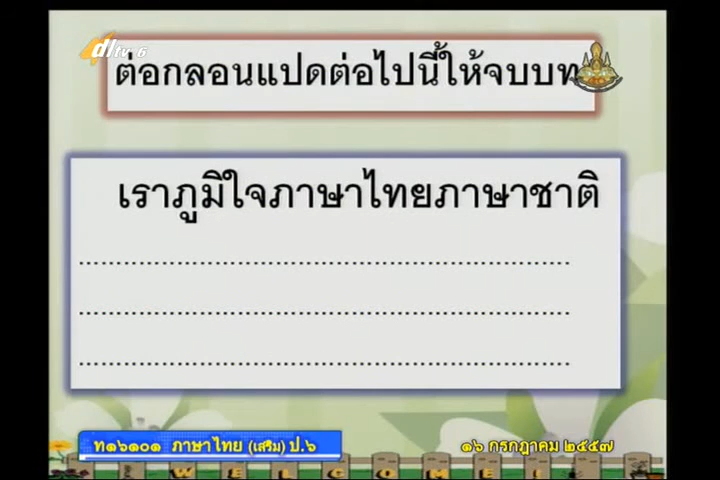 dltv 6
ต่อกลอนแปดต่อไปนี้ให้จบบท
เราภูมิใจภาษาไทยภาษาชาติ
ท๑๖๑๐๑ ภาษาไทย (เสริม) ป.๖
๑๖ กรกฎาคม ๒๕๕๗
WELCOME!